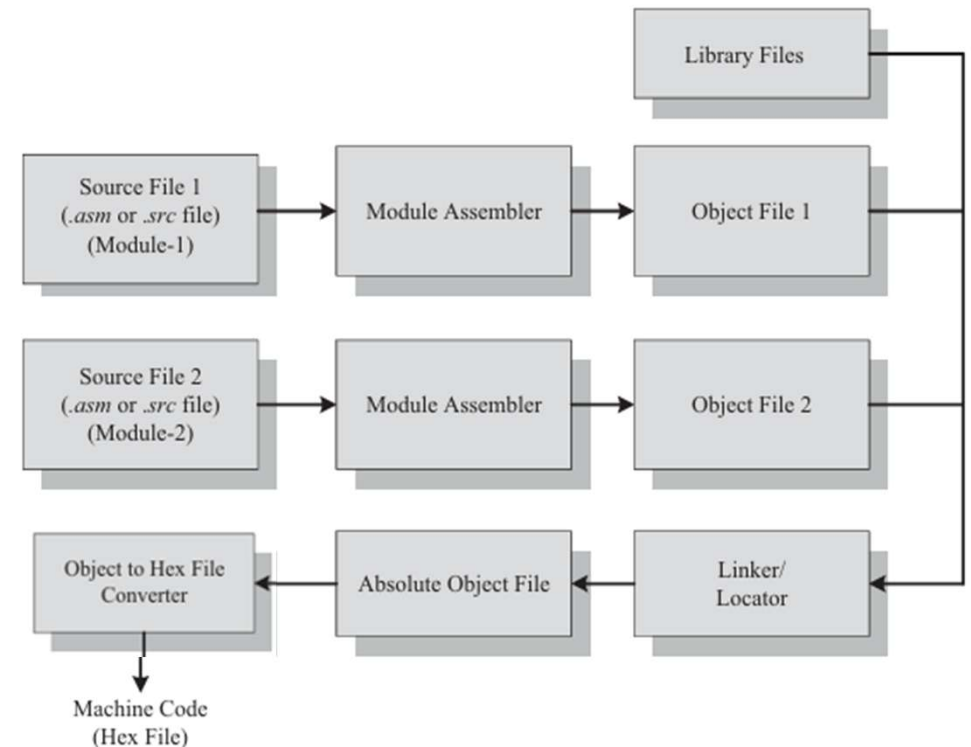 Library Files
Source File 1
(.asm or .src file)
(Module-1)
Module Assembler
Object File 1
Source File 2
(.asm or .src file)
(Module-2)
Module Assembler
Object File 2
Object to Hex File
Converter
Absolute Object File
Linker/
Locator
Machine Code
(Hex File)